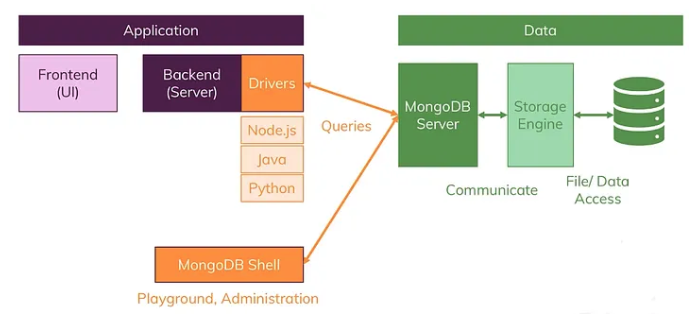 Application
Data
Frontend
(UI)
Backend
(Server)
Drivers
Node.js
Java
Python
Queries
MongoDB
Server
Storage
Engine
Communicate
File/ Data
Access
MongoDB Shell
Playground, Administration